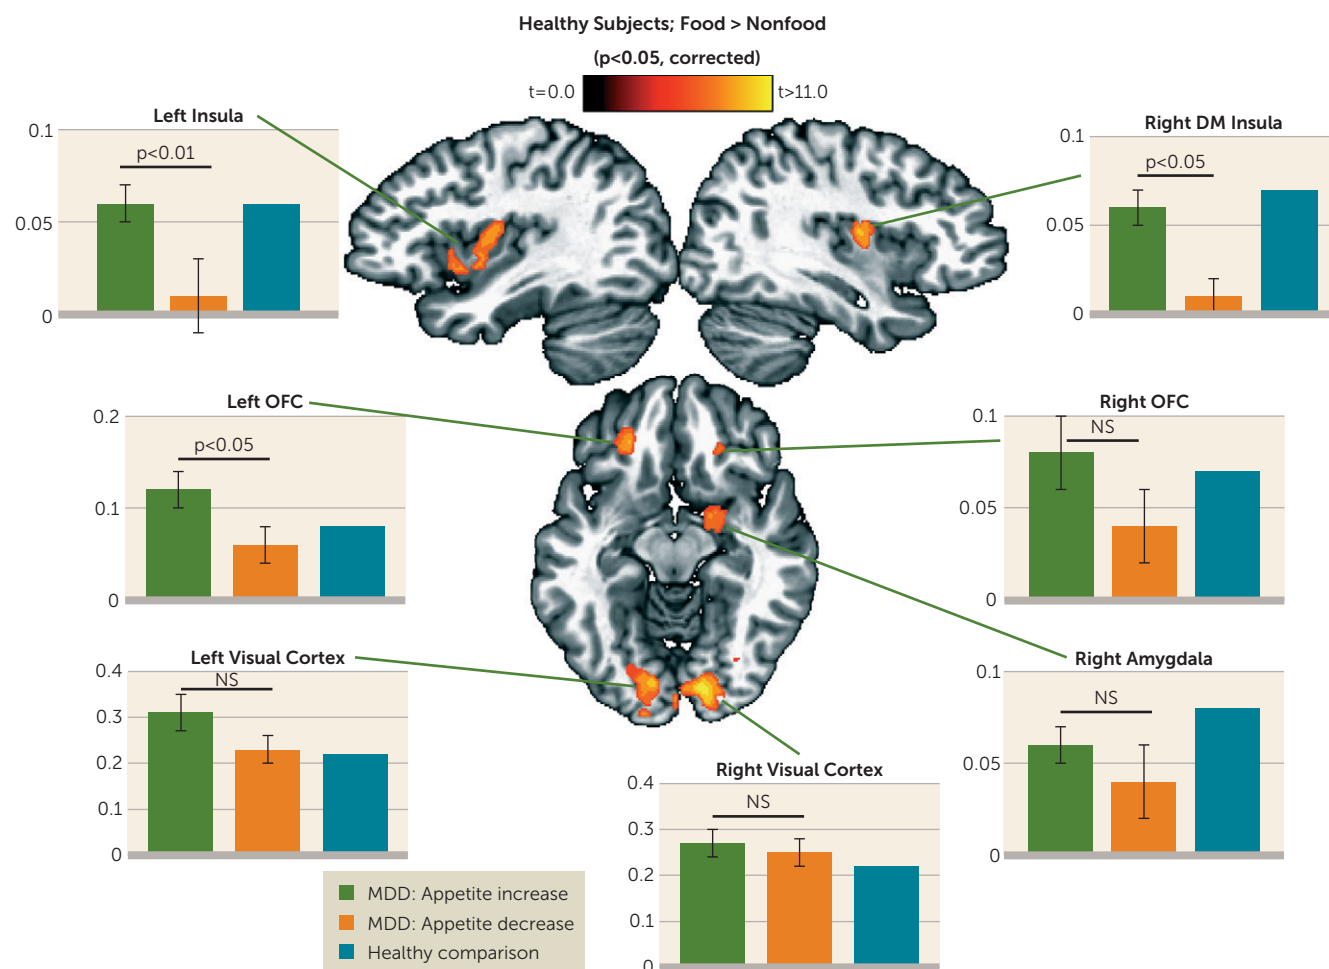 Healthy Subjects; Food > Nonfood
(p<0.05, corrected)
t=0.0
t>11.0
Left Insula
0.1
p<0.01
0.05
0
Right DM Insula
0.1
p<0.05
0.05
0
Left OFC
0.2
p<0.05
0.1
0
Right OFC
0.1
NS
0.05
0
Left Visual Cortex
0.4
NS
0.3
0.2
0.1
0
Right Visual Cortex
0.4
NS
0.3
0.2
0.1
0
Right Amygdala
0.1
NS
0.05
0
MDD: Appetite increase
MDD: Appetite decrease
Healthy comparison